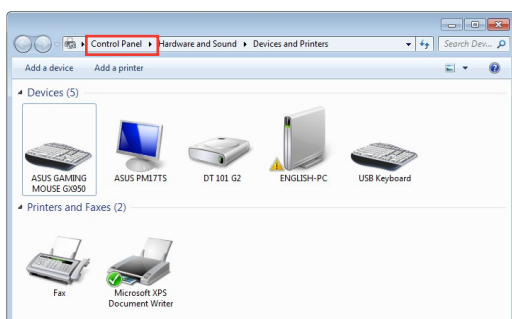 Control Panel ▸ Hardware and Sound ▸ Devices and Printers
Search Dev...
Add a device Add a printer
Devices (5)
ASUS GAMING MOUSE GX950
ASUS PM17TS
DT 101 G2
ENGLISH-PC
USB Keyboard
Printers and Faxes (2)
Fax
Microsoft XPS Document Writer